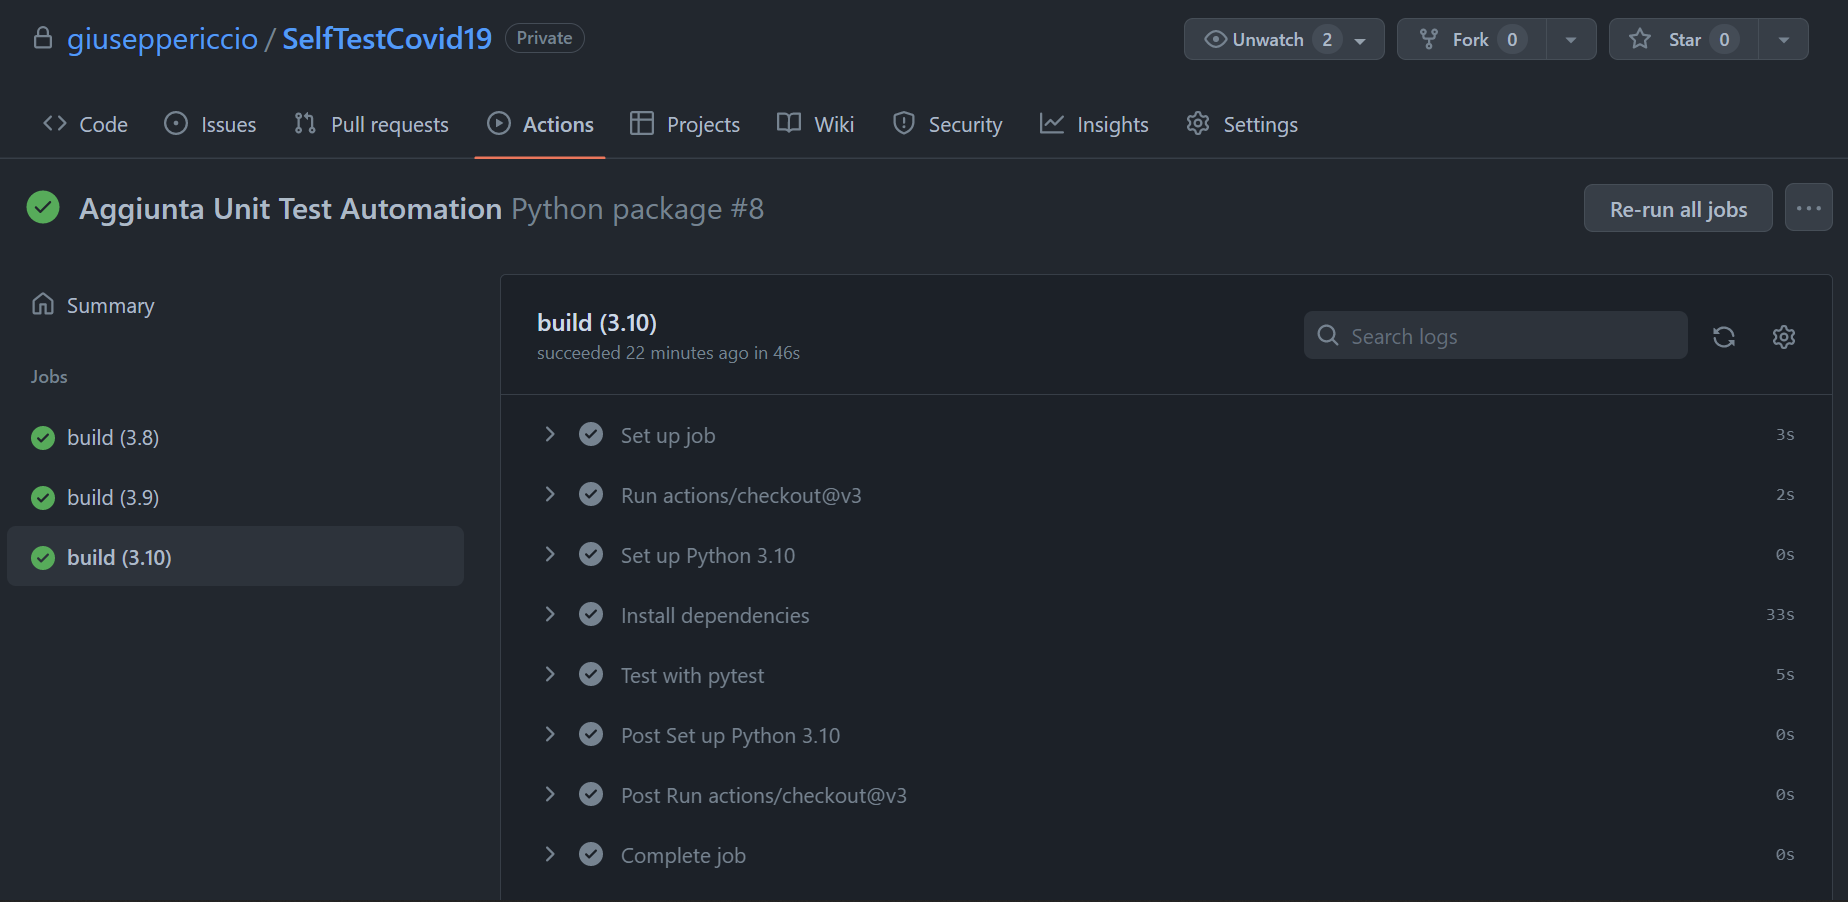 giuseppericcio / SelfTestCovid19 Private Unwatch 2 Fork 0 Star 0
Code Issues Pull requests Actions Projects Wiki Security Insights Settings
Aggiunta Unit Test Automation Python package #8 Re-run all jobs ...
Summary
Jobs
build (3.8)
build (3.9)
build (3.10)
build (3.10)
succeeded 22 minutes ago in 46s
Search logs
Set up job 3s
Run actions/checkout@v3 2s
Set up Python 3.10 0s
Install dependencies 33s
Test with pytest 5s
Post Set up Python 3.10 0s
Post Run actions/checkout@v3 0s
Complete job 0s